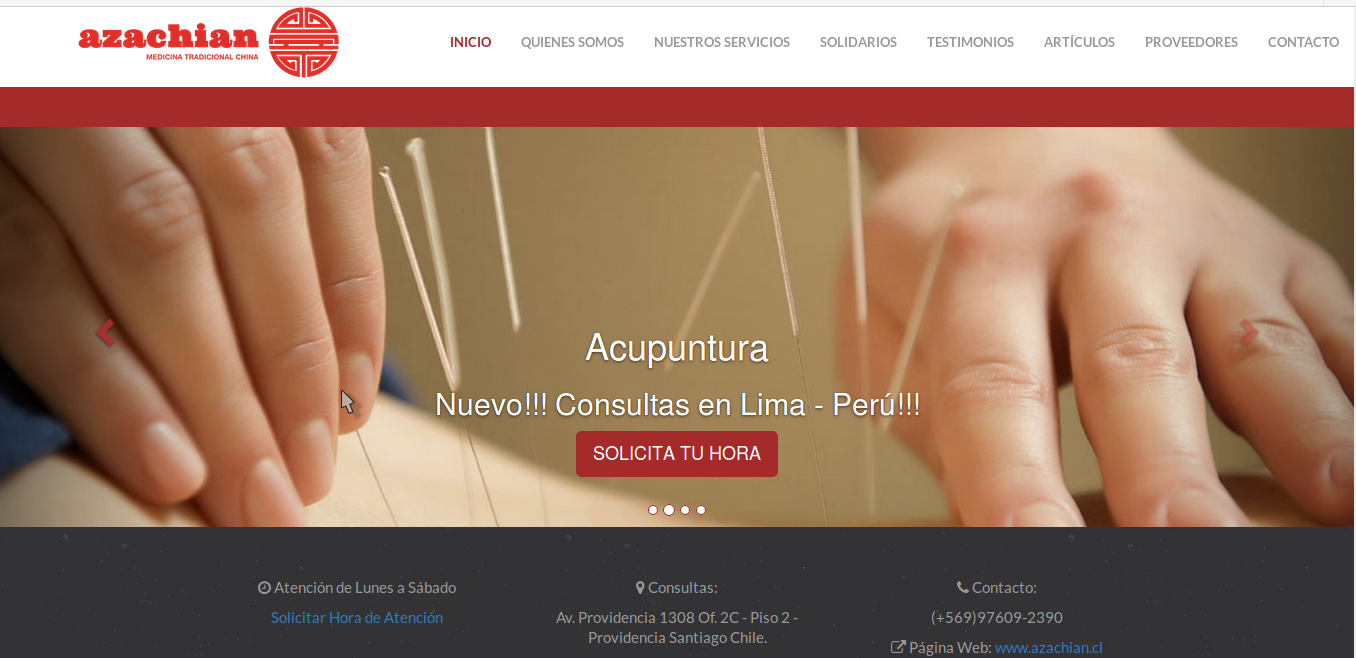 azachian
MEDICINA TRADICIONAL CHINA
INICIO QUIENES SOMOS NUESTROS SERVICIOS SOLIDARIOS TESTIMONIOS ARTÍCULOS PROVEEDORES CONTACTO
Acupuntura
Nuevo!!! Consultas en Lima - Perú!!!
SOLICITA TU HORA
Atención de Lunes a Sábado
Solicitar Hora de Atención
Consultas:
Av. Providencia 1308 Of. 2C - Piso 2 -
Providencia Santiago Chile.
Contacto:
(+569)97609-2390
Página Web: www.azachian.cl